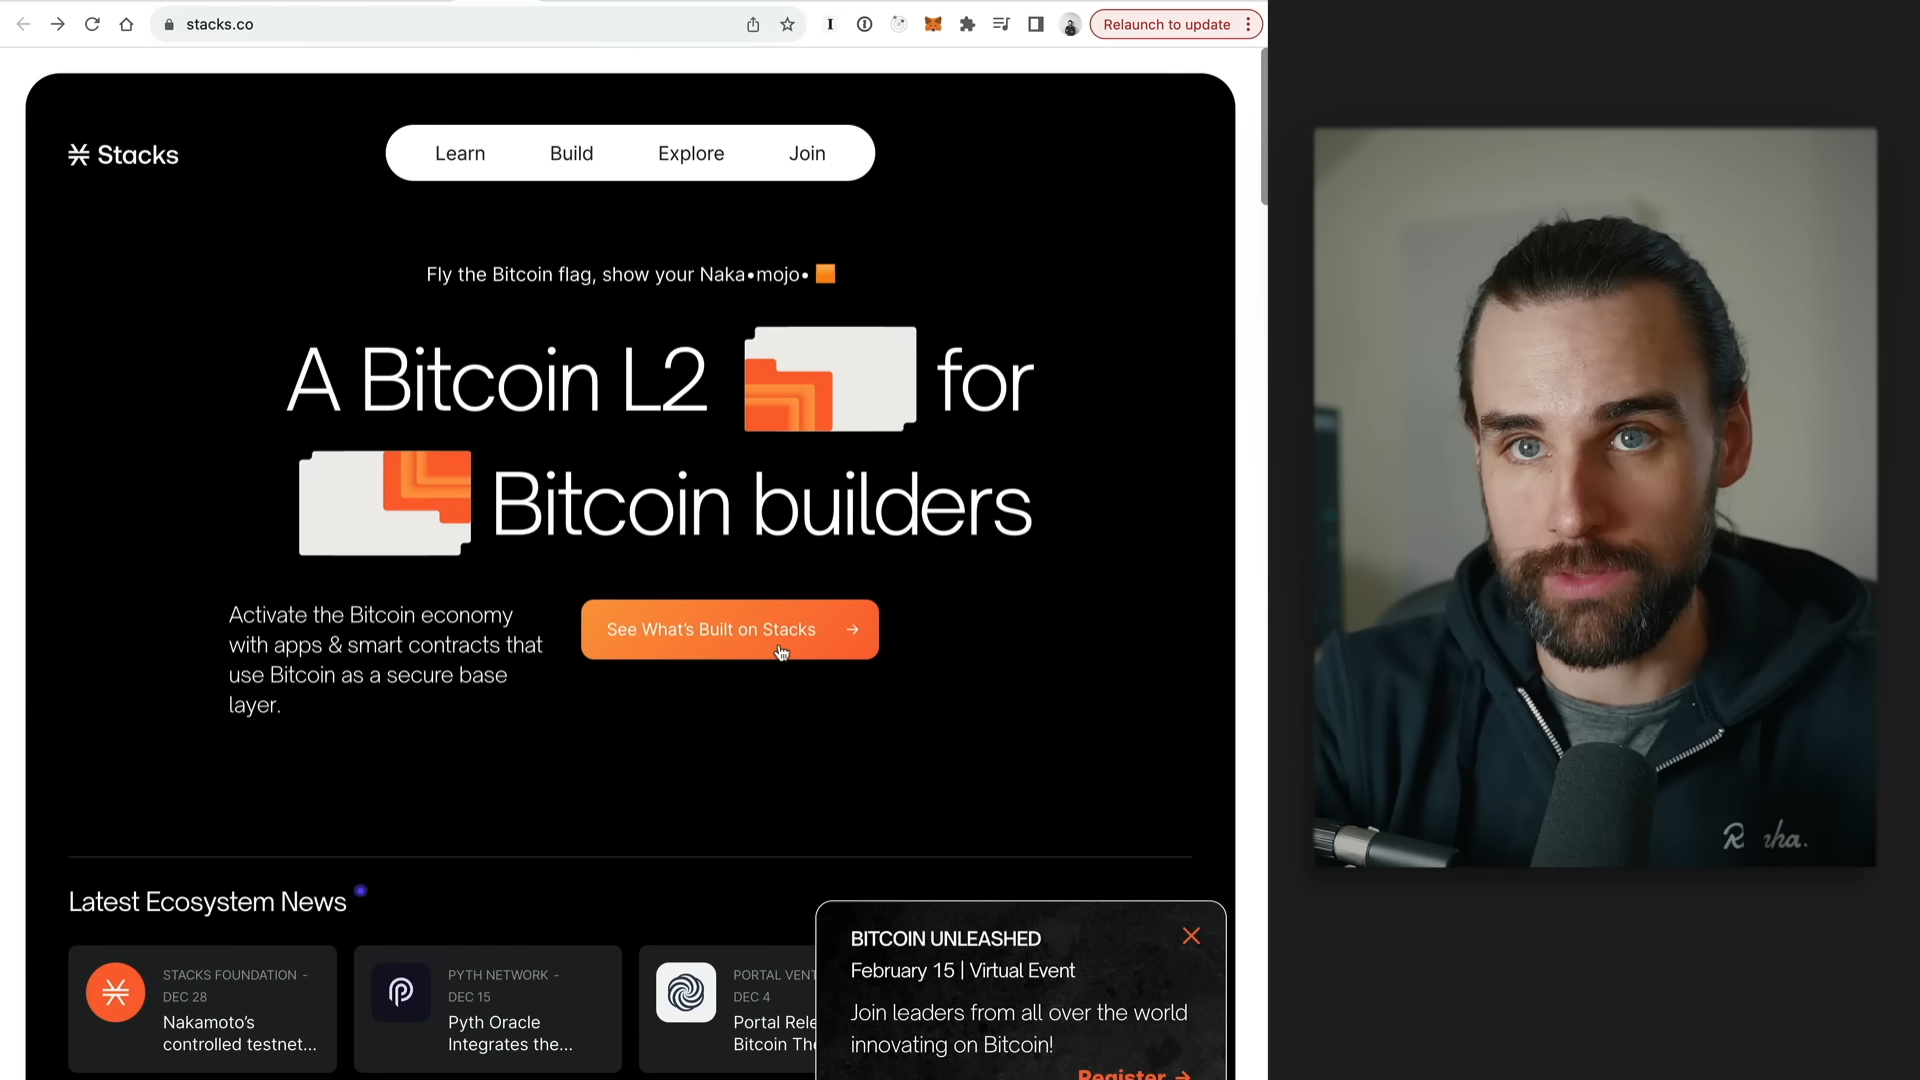 stacks.co
Relaunch to update
Stacks
Learn
Build
Explore
Join
Fly the Bitcoin flag, show your Naka•mojo•
A Bitcoin L2 for
Bitcoin builders
Activate the Bitcoin economy
with apps & smart contracts that
use Bitcoin as a secure base
layer.
See What's Built on Stacks →
Latest Ecosystem News
STACKS FOUNDATION -
DEC 28
Nakamoto's
controlled testnet...
PYTH NETWORK -
DEC 15
Pyth Oracle
Integrates the...
PORTAL
DEC 4
Portal
Bitcoin
BITCOIN UNLEASHED
February 15 | Virtual Event
Join leaders from all over the world
innovating on Bitcoin!
Register →